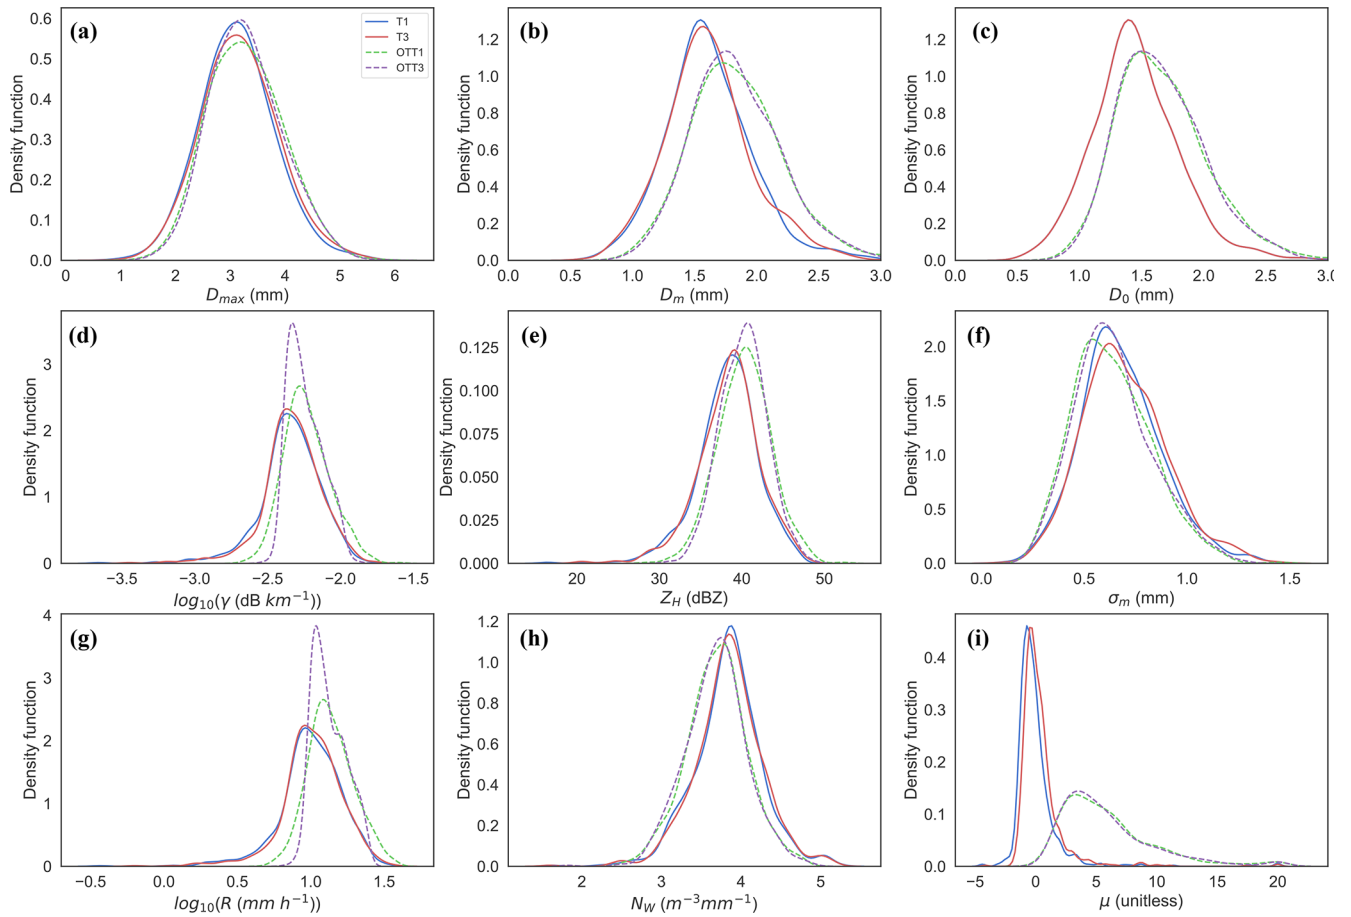 (a)
T1
T3
OTT1
OTT3
Density function
0.6
0.5
0.4
0.3
0.2
0.1
0.0
0 1 2 3 4 5 6
D_max (mm)
(b)
Density function
1.2
1.0
0.8
0.6
0.4
0.2
0.0
0.0 0.5 1.0 1.5 2.0 2.5 3.0
D_m (mm)
(c)
Density function
1.2
1.0
0.8
0.6
0.4
0.2
0.0
0.0 0.5 1.0 1.5 2.0 2.5 3.0
D_0 (mm)
(d)
Density function
3
2
1
0
−3.5 −3.0 −2.5 −2.0 −1.5
log_10(γ (dB km^−1))
(e)
Density function
0.125
0.100
0.075
0.050
0.025
0.000
20 30 40 50
Z_H (dBZ)
(f)
Density function
2.0
1.5
1.0
0.5
0.0
0.0 0.5 1.0 1.5
σ_m (mm)
(g)
Density function
4
3
2
1
0
−0.5 0.0 0.5 1.0 1.5
log_10(R (mm h^−1))
(h)
Density function
1.2
1.0
0.8
0.6
0.4
0.2
0.0
2 3 4 5
N_W (m^−3mm^−1)
(i)
Density function
0.4
0.3
0.2
0.1
0.0
−5 0 5 10 15 20
μ (unitless)